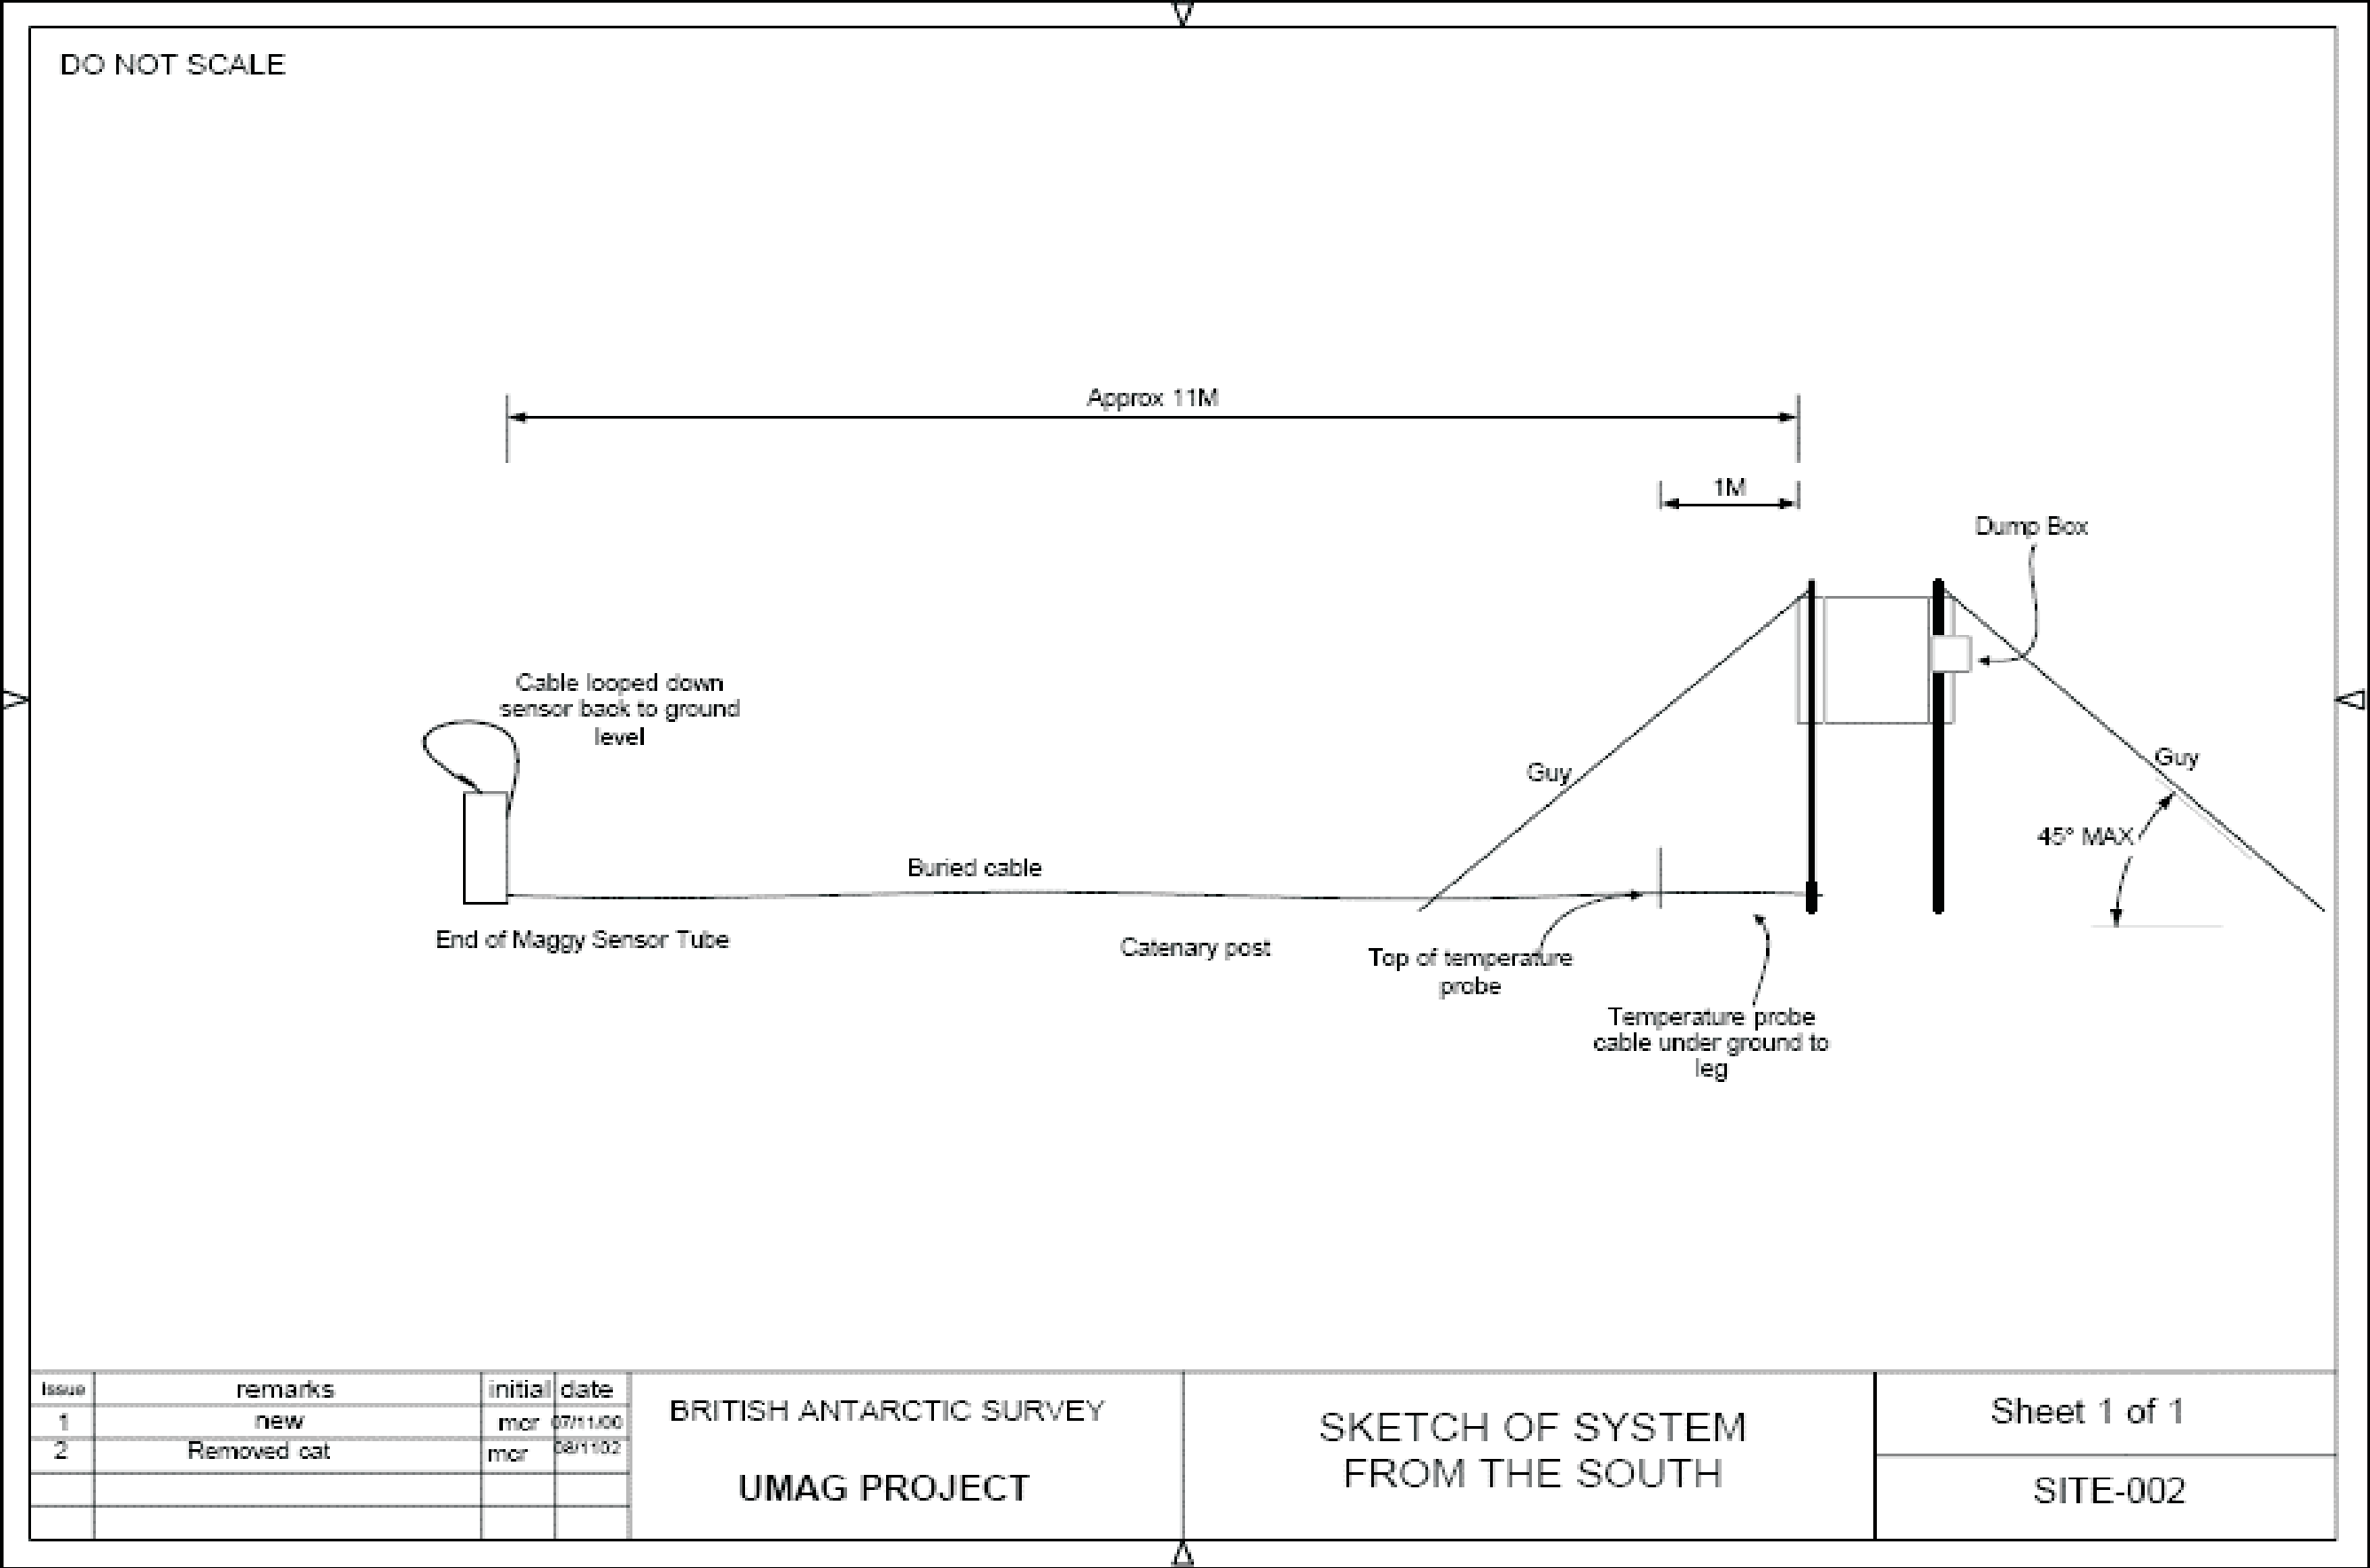 DO NOT SCALE
Approx 11M
1M
Dump Box
Cable looped down
sensor back to ground
level
Guy
Guy
45° MAX
Buried cable
End of Maggy Sensor Tube
Catenary post
Top of temperature
probe
Temperature probe
cable under ground to
leg
Issue remarks initial date
1 new mcr 07/11/00
2 Removed cat mcr 08/1102
BRITISH ANTARCTIC SURVEY
UMAG PROJECT
SKETCH OF SYSTEM
FROM THE SOUTH
Sheet 1 of 1
SITE-002